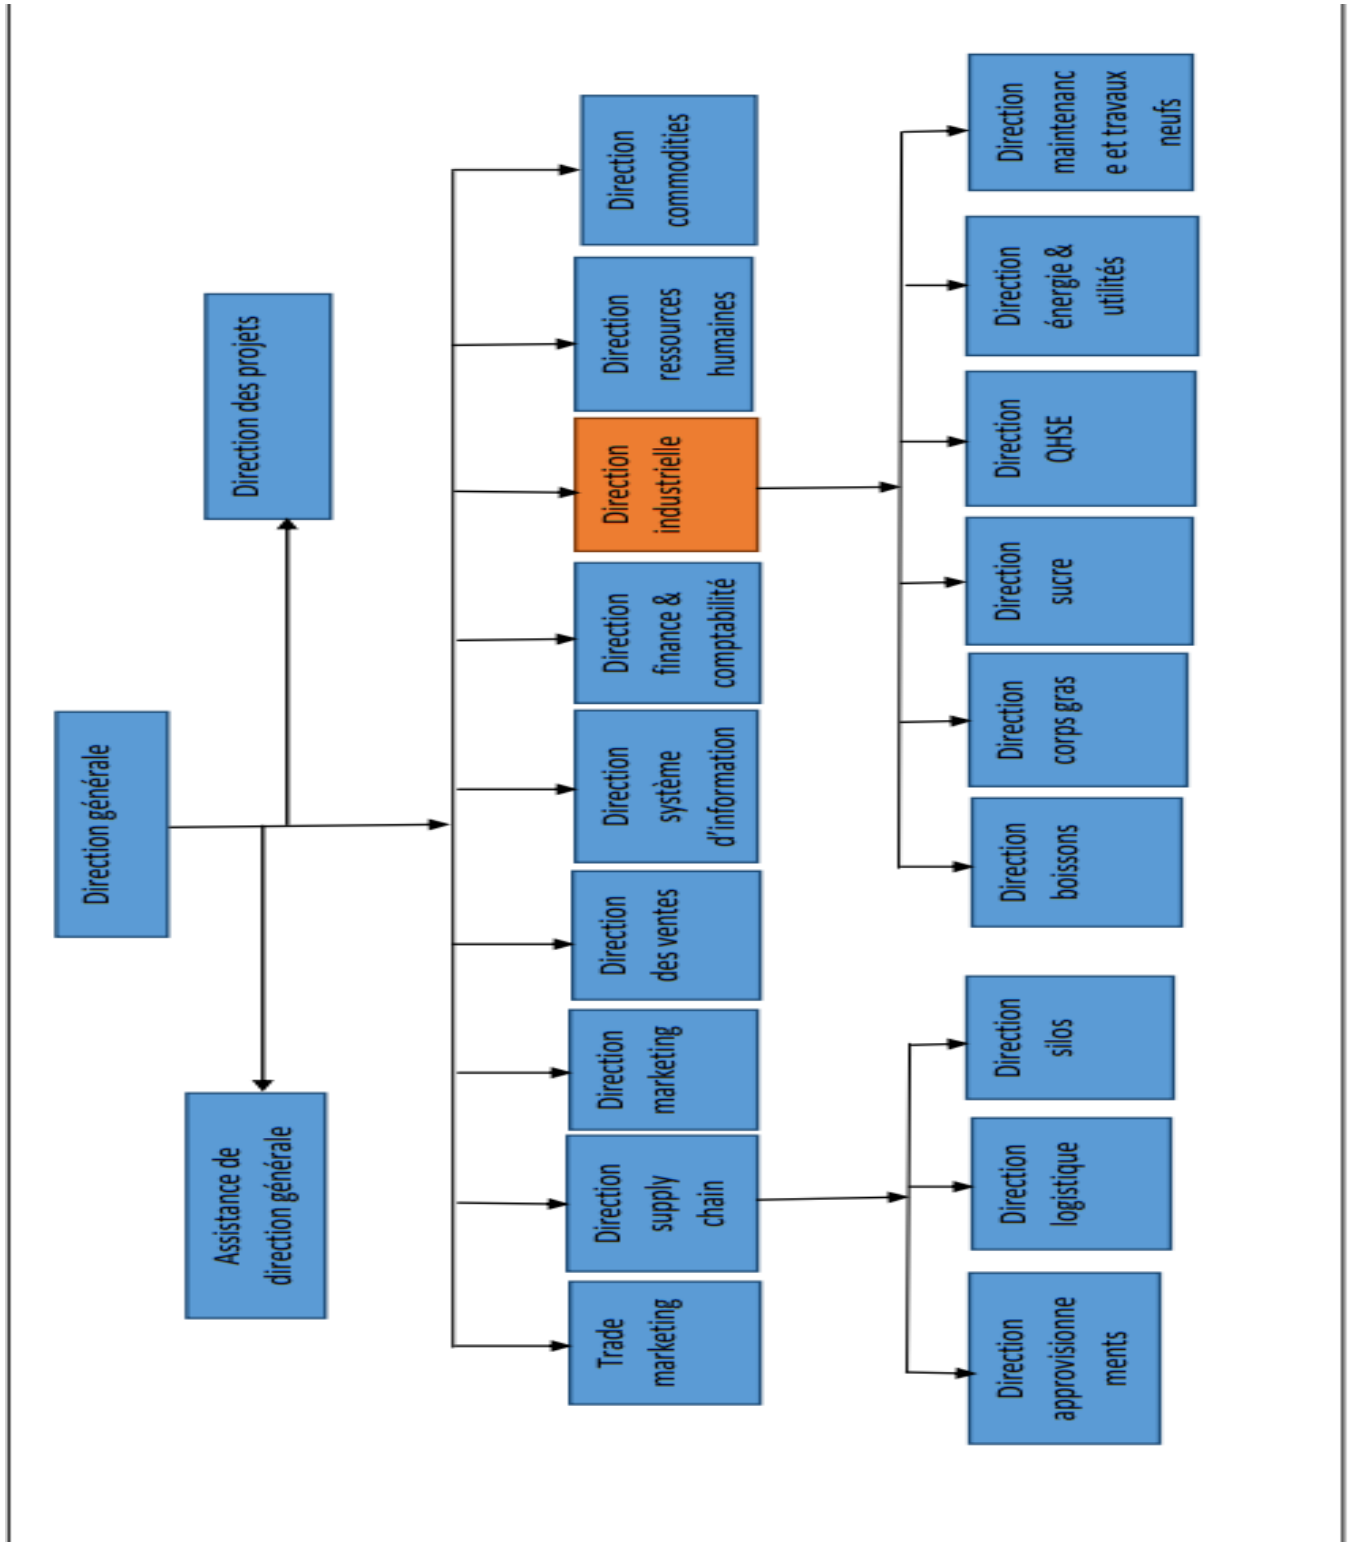 Direction générale
Assistance de
direction générale
Direction des projets
Trade
marketing
Direction
supply
chain
Direction
marketing
Direction
des ventes
Direction
système
d'information
Direction
finance &
comptabilité
Direction
industrielle
Direction
ressources
humaines
Direction
commodities
Direction
approvisionne
ments
Direction
logistique
Direction
silos
Direction
boissons
Direction
corps gras
Direction
sucre
Direction
QHSE
Direction
énergie &
utilités
Direction
maintenanc
e et travaux
neufs